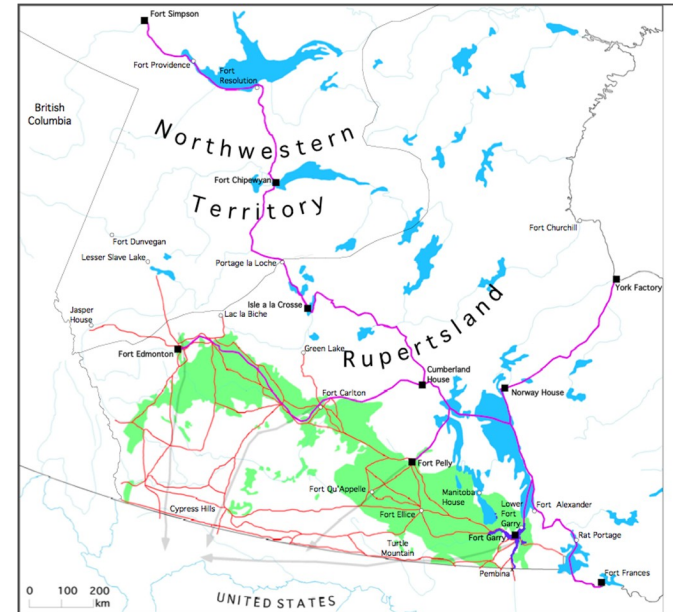 Fort Simpson
Fort Providence
Fort
Resolution
British
Columbia
Northwestern
Fort Chipewyan
Territory
Fort Churchill
Fort Dunvegan
Lesser Slave Lake
Portage la Loche
York Factory
Isle a la Crosse
Jasper
House
Lac la Biche
Rupertsland
Fort Edmonton
Green Lake
Cumberland
House
Fort Carlton
Norway House
Fort Pelly
Fort Qu'Appelle
Manitoba
House
Lower
Fort
Garry
Fort Alexander
Cypress Hills
Fort Ellice
Fort Garry
Rat Portage
Turtle
Mountain
Pembina
Fort Frances
0 100 200
km
UNITED STATES